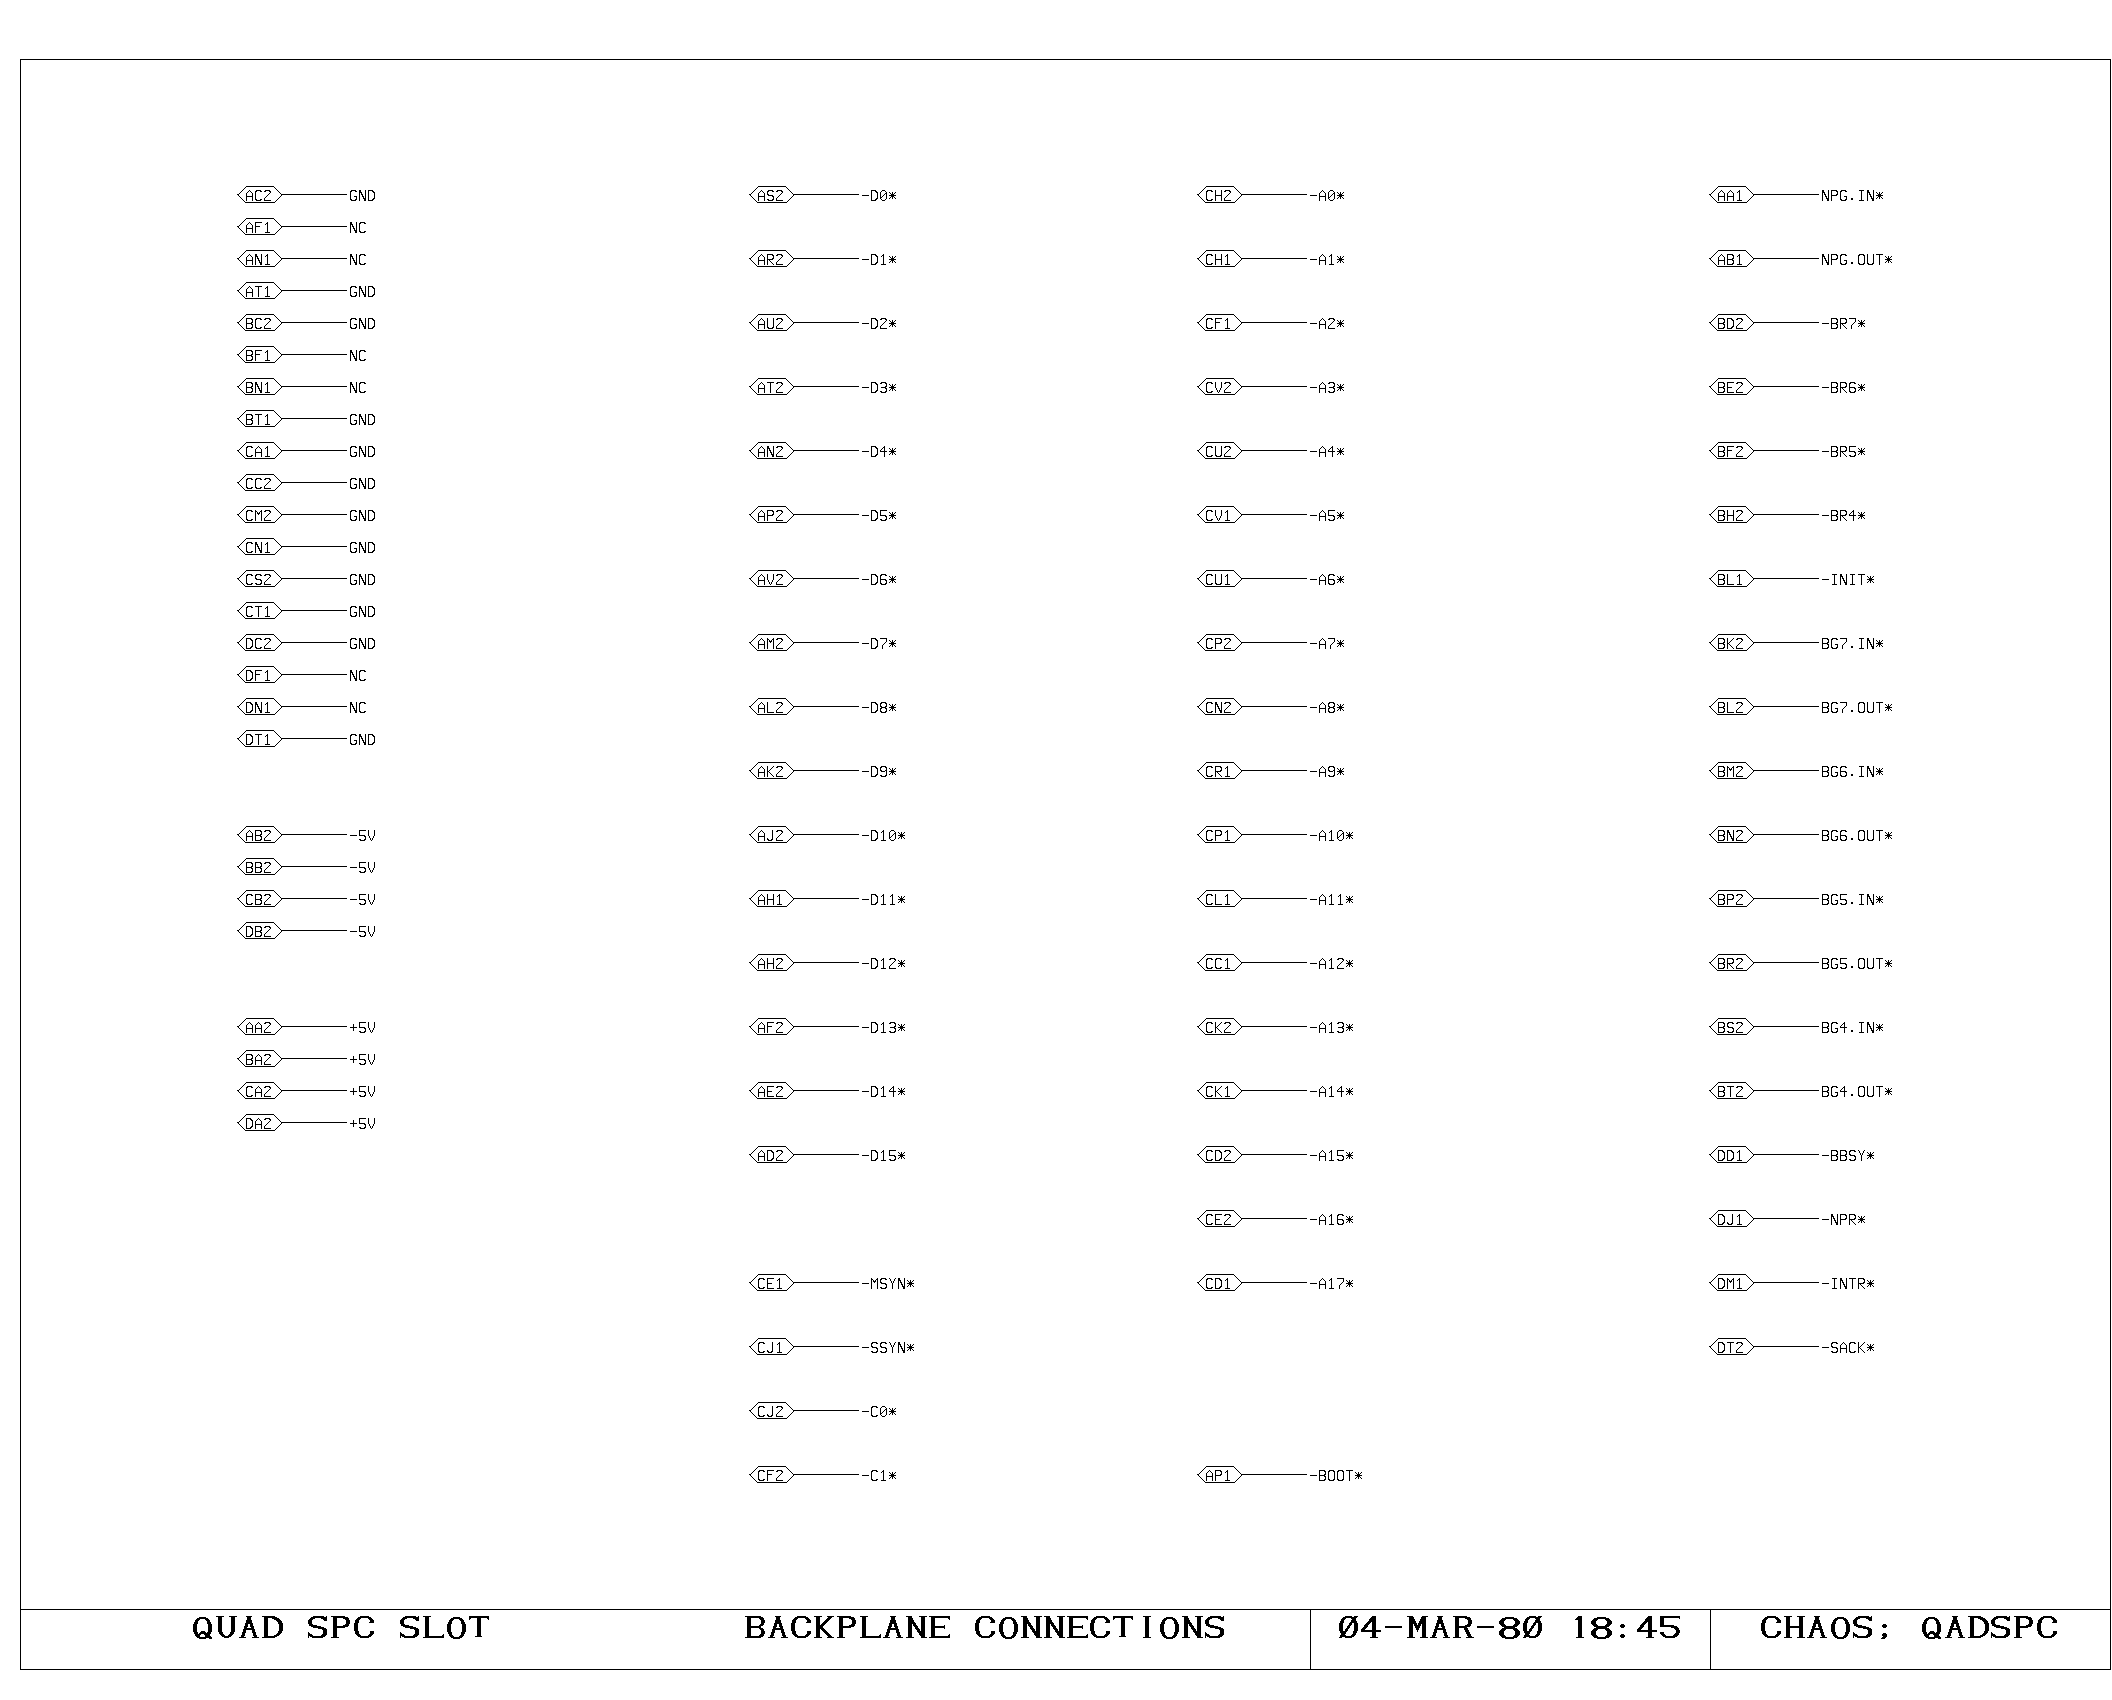 AC2 GND AS2 -D0* CH2 -A0* AA1 NPG.IN*
AF1 NC
AN1 NC AR2 -D1* CH1 -A1* AB1 NPG.OUT*
AT1 GND
BC2 GND AU2 -D2* CF1 -A2* BD2 -BR7*
BF1 NC
BN1 NC AT2 -D3* CV2 -A3* BE2 -BR6*
BT1 GND
CA1 GND AN2 -D4* CU2 -A4* BF2 -BR5*
CC2 GND
CM2 GND AP2 -D5* CV1 -A5* BH2 -BR4*
CN1 GND
CS2 GND AV2 -D6* CU1 -A6* BL1 -INIT*
CT1 GND
DC2 GND AM2 -D7* CP2 -A7* BK2 BG7.IN*
DF1 NC
DN1 NC AL2 -D8* CN2 -A8* BL2 BG7.OUT*
DT1 GND
AK2 -D9* CR1 -A9* BM2 BG6.IN*
AB2 -5V AJ2 -D10* CP1 -A10* BN2 BG6.OUT*
BB2 -5V
CB2 -5V AH1 -D11* CL1 -A11* BP2 BG5.IN*
DB2 -5V
AH2 -D12* CC1 -A12* BR2 BG5.OUT*
AA2 +5V AF2 -D13* CK2 -A13* BS2 BG4.IN*
BA2 +5V
CA2 +5V AE2 -D14* CK1 -A14* BT2 BG4.OUT*
DA2 +5V
AD2 -D15* CD2 -A15* DD1 -BBSY*
CE2 -A16* DJ1 -NPR*
CE1 -MSYN* CD1 -A17* DM1 -INTR*
CJ1 -SSYN* DT2 -SACK*
CJ2 -C0*
CF2 -C1* AP1 -BOOT*
QUAD SPC SLOT BACKPLANE CONNECTIONS 04-MAR-80 18:45 CHAOS; QADSPC